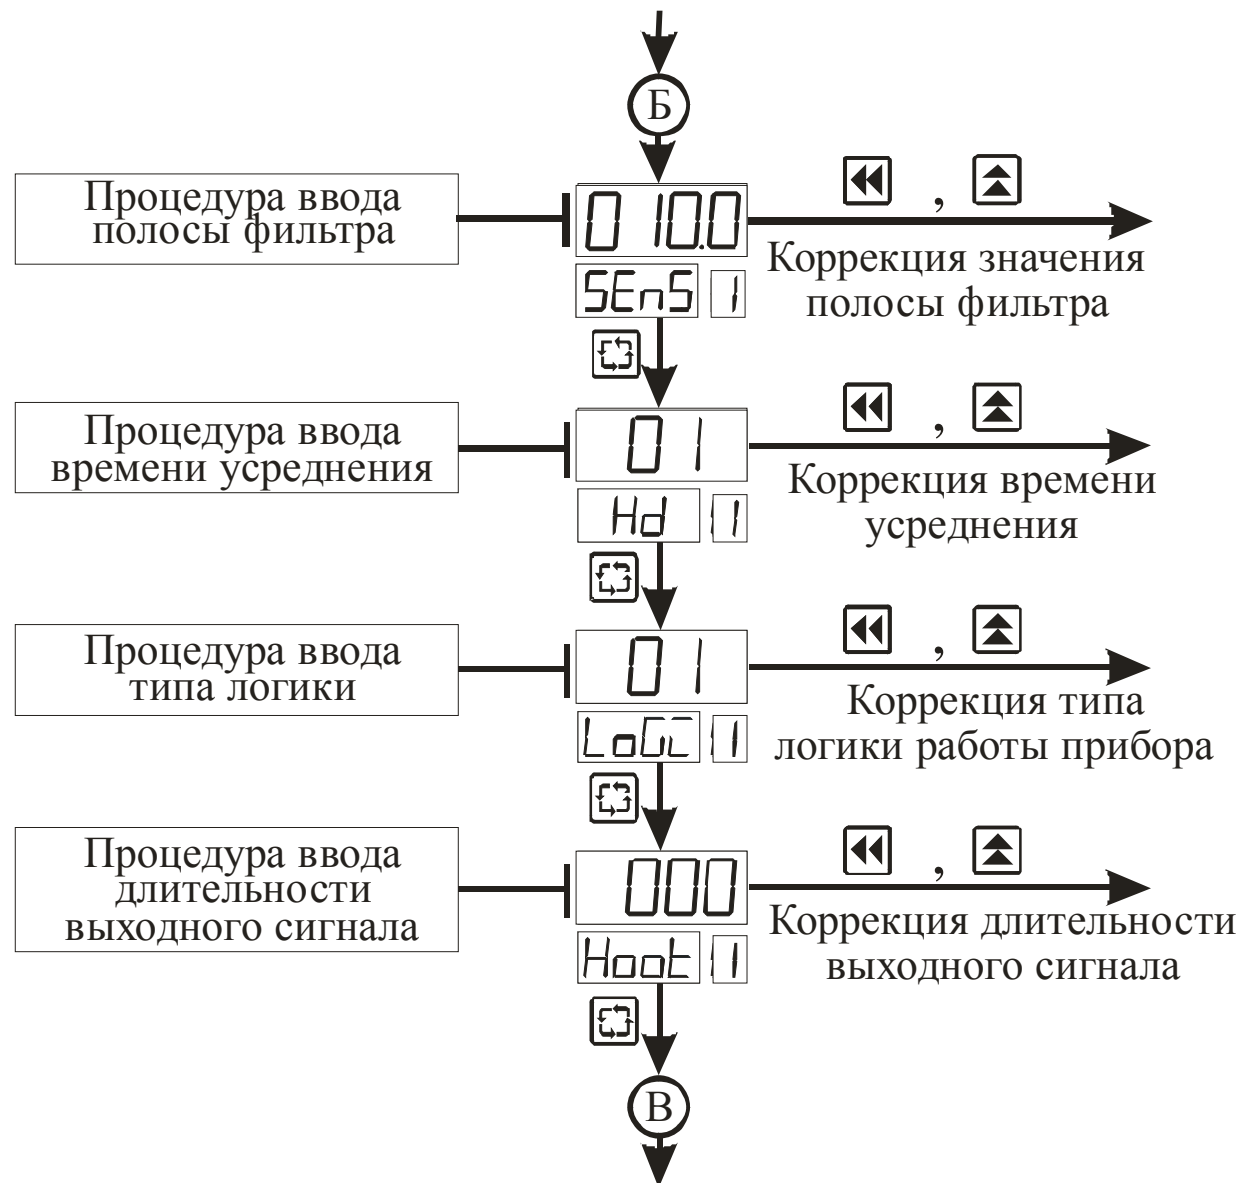 Б
Процедура ввода
полосы фильтра
010.0
,
SEnS 1
Коррекция значения
полосы фильтра
Процедура ввода
времени усреднения
01
,
Hd 1
Коррекция времени
усреднения
Процедура ввода
типа логики
01
,
LoGC 1
Коррекция типа
логики работы прибора
Процедура ввода
длительности
выходного сигнала
000
,
Hoot 1
Коррекция длительности
выходного сигнала
В